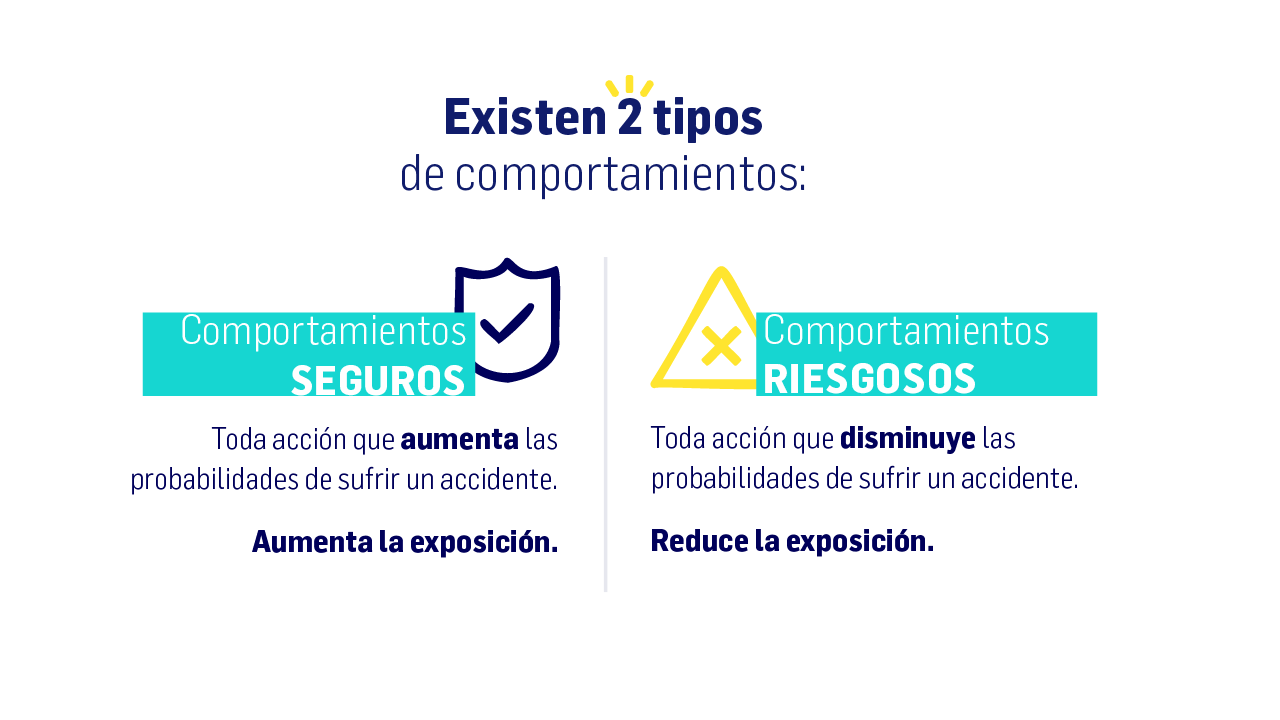 Existen 2 tipos
de comportamientos:
Comportamientos
SEGUROS
Toda acción que aumenta las
probabilidades de sufrir un accidente.
Aumenta la exposición.
Comportamientos
RIESGOSOS
Toda acción que disminuye las
probabilidades de sufrir un accidente.
Reduce la exposición.